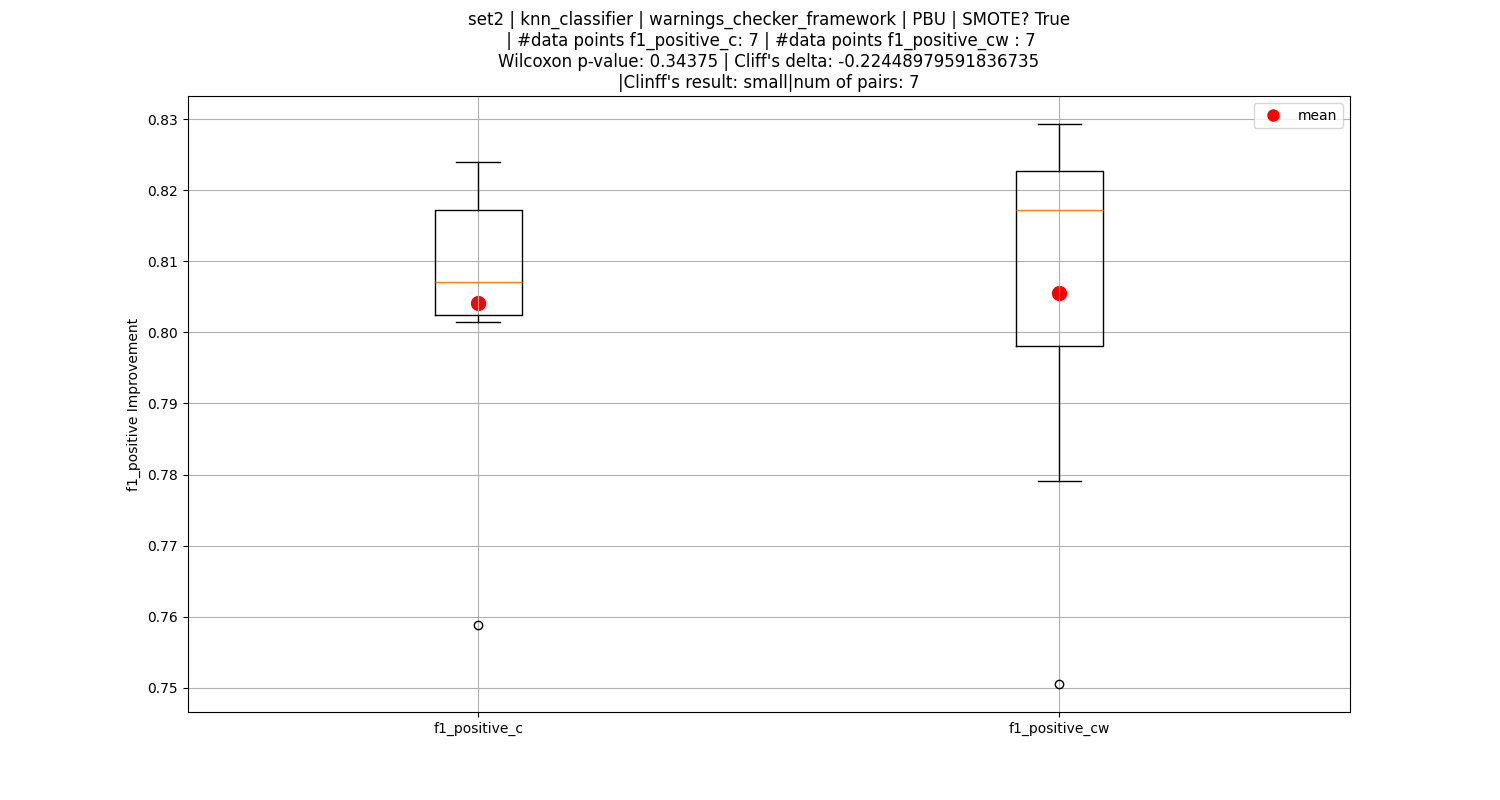 set2 | knn_classifier | warnings_checker_framework | PBU | SMOTE? True
| #data points f1_positive_c: 7 | #data points f1_positive_cw : 7
Wilcoxon p-value: 0.34375 | Cliff's delta: -0.22448979591836735
|Clinff's result: small|num of pairs: 7
mean
f1_positive Improvement
0.83
0.82
0.81
0.80
0.79
0.78
0.77
0.76
0.75
f1_positive_c
f1_positive_cw